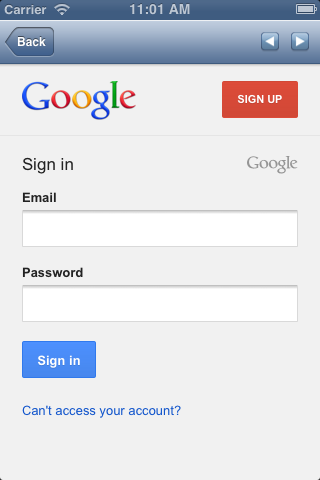 Carrier 11:01 AM
Back
Google SIGN UP
Sign in Google
Email
Password
Sign in
Can't access your account?